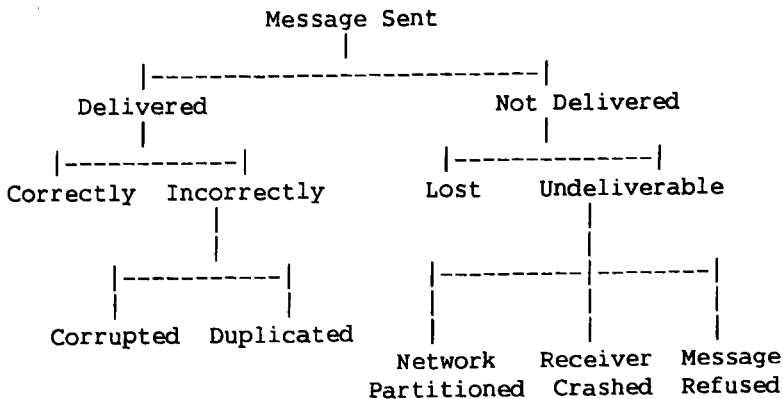 Message Sent
Delivered Not Delivered
Correctly Incorrectly Lost Undeliverable
Corrupted Duplicated
Network Receiver Message
Partitioned Crashed Refused